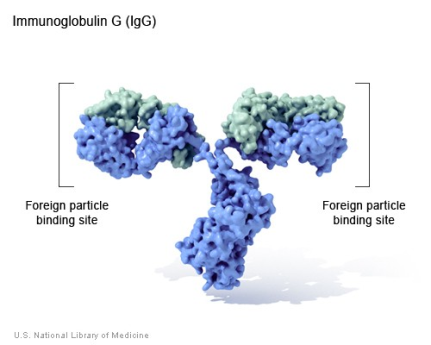 Immunoglobulin G (IgG)
Foreign particle
binding site
Foreign particle
binding site
U.S. National Library of Medicine